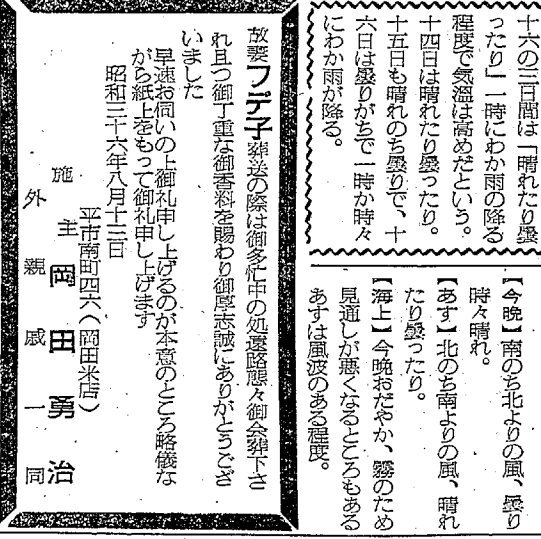 十六の三日間は「晴れたり曇
ったり」一時にわか雨の降る
程度で気温は高めだという。
十四日は晴れたり曇ったり。
十五日も晴れのち曇りで、十
六日は曇りがちで一時か時々
にわか雨が降る。
【今晩】南のち北よりの風、曇り
時々晴れ。
【あす】北のち南よりの風、晴れ
たり曇ったり。
【海上】今晩おだやか、霧のため
見通しが悪くなるところもある
あすは風波のある程度。
故妻フデ子葬送の際は御多忙中の処遠路態々御会葬下さ
れ且つ御丁重な御香料を賜わり御厚志誠にありがとうござ
いました
早速お伺いの上御礼申し上げるのが本意のところ略儀な
がら紙上をもって御礼申し上げます
昭和三十六年八月十三日
平市南町四六（岡田米店）
施主 岡田勇治
外親戚一同